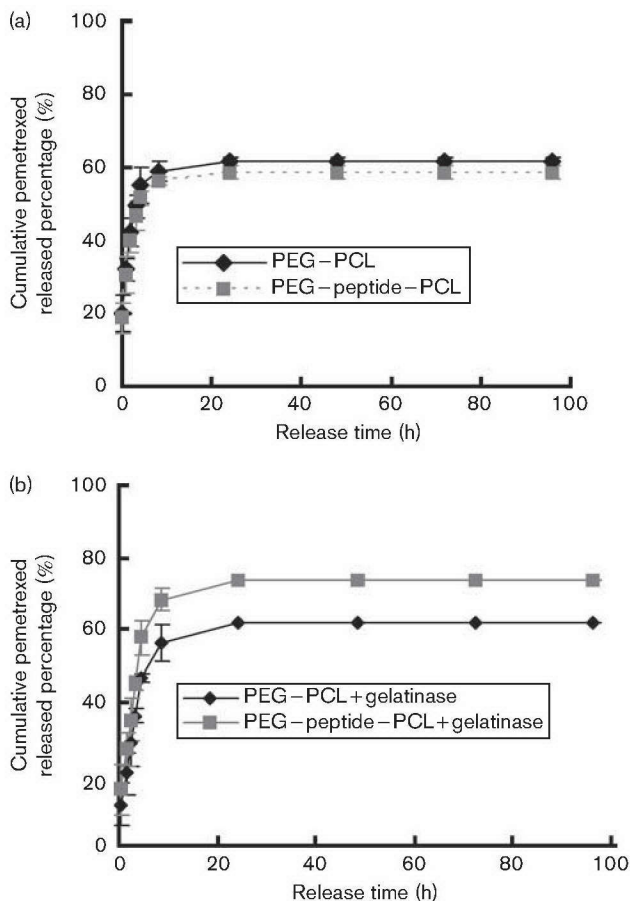 (a)
100
80
60
40
20
0
Cumulative pemetrexed
released percentage (%)
PEG–PCL
PEG–peptide–PCL
0 20 40 60 80 100
Release time (h)
(b)
100
80
60
40
20
0
Cumulative pemetrexed
released percentage (%)
PEG–PCL+gelatinase
PEG–peptide–PCL+gelatinase
0 20 40 60 80 100
Release time (h)